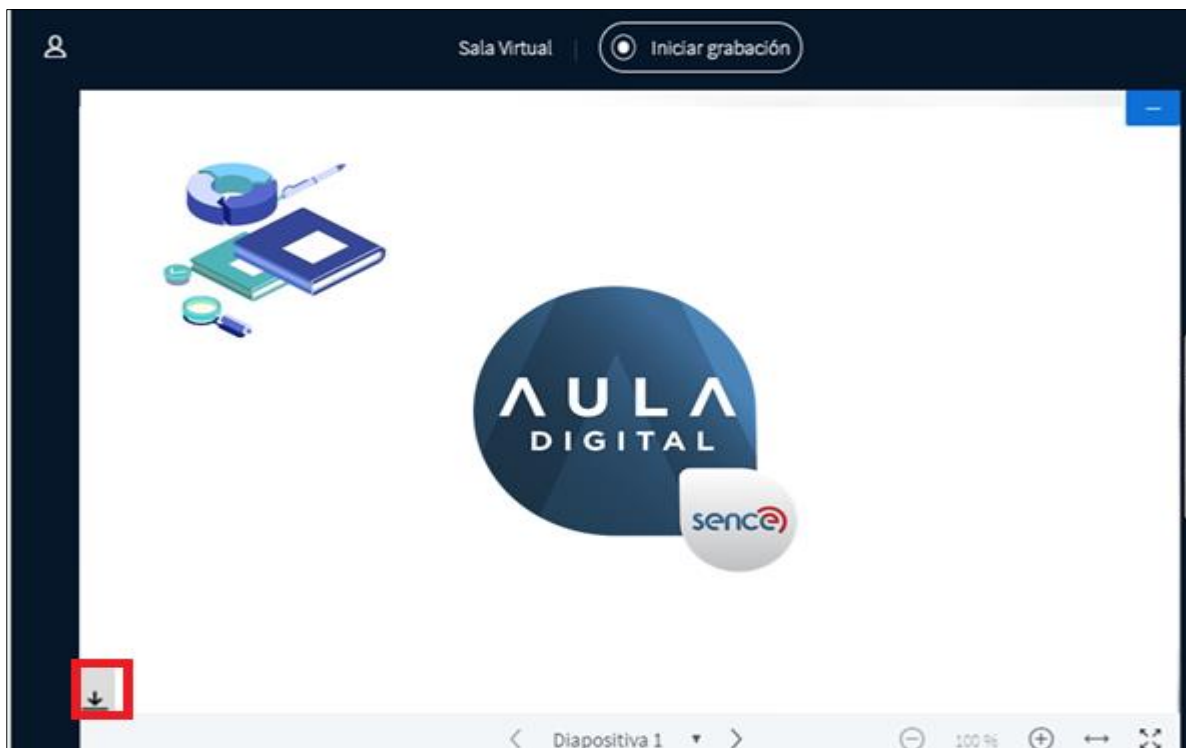 Sala Virtual
Iniciar grabación
AULA
DIGITAL
sence
Diapositiva 1
100 %